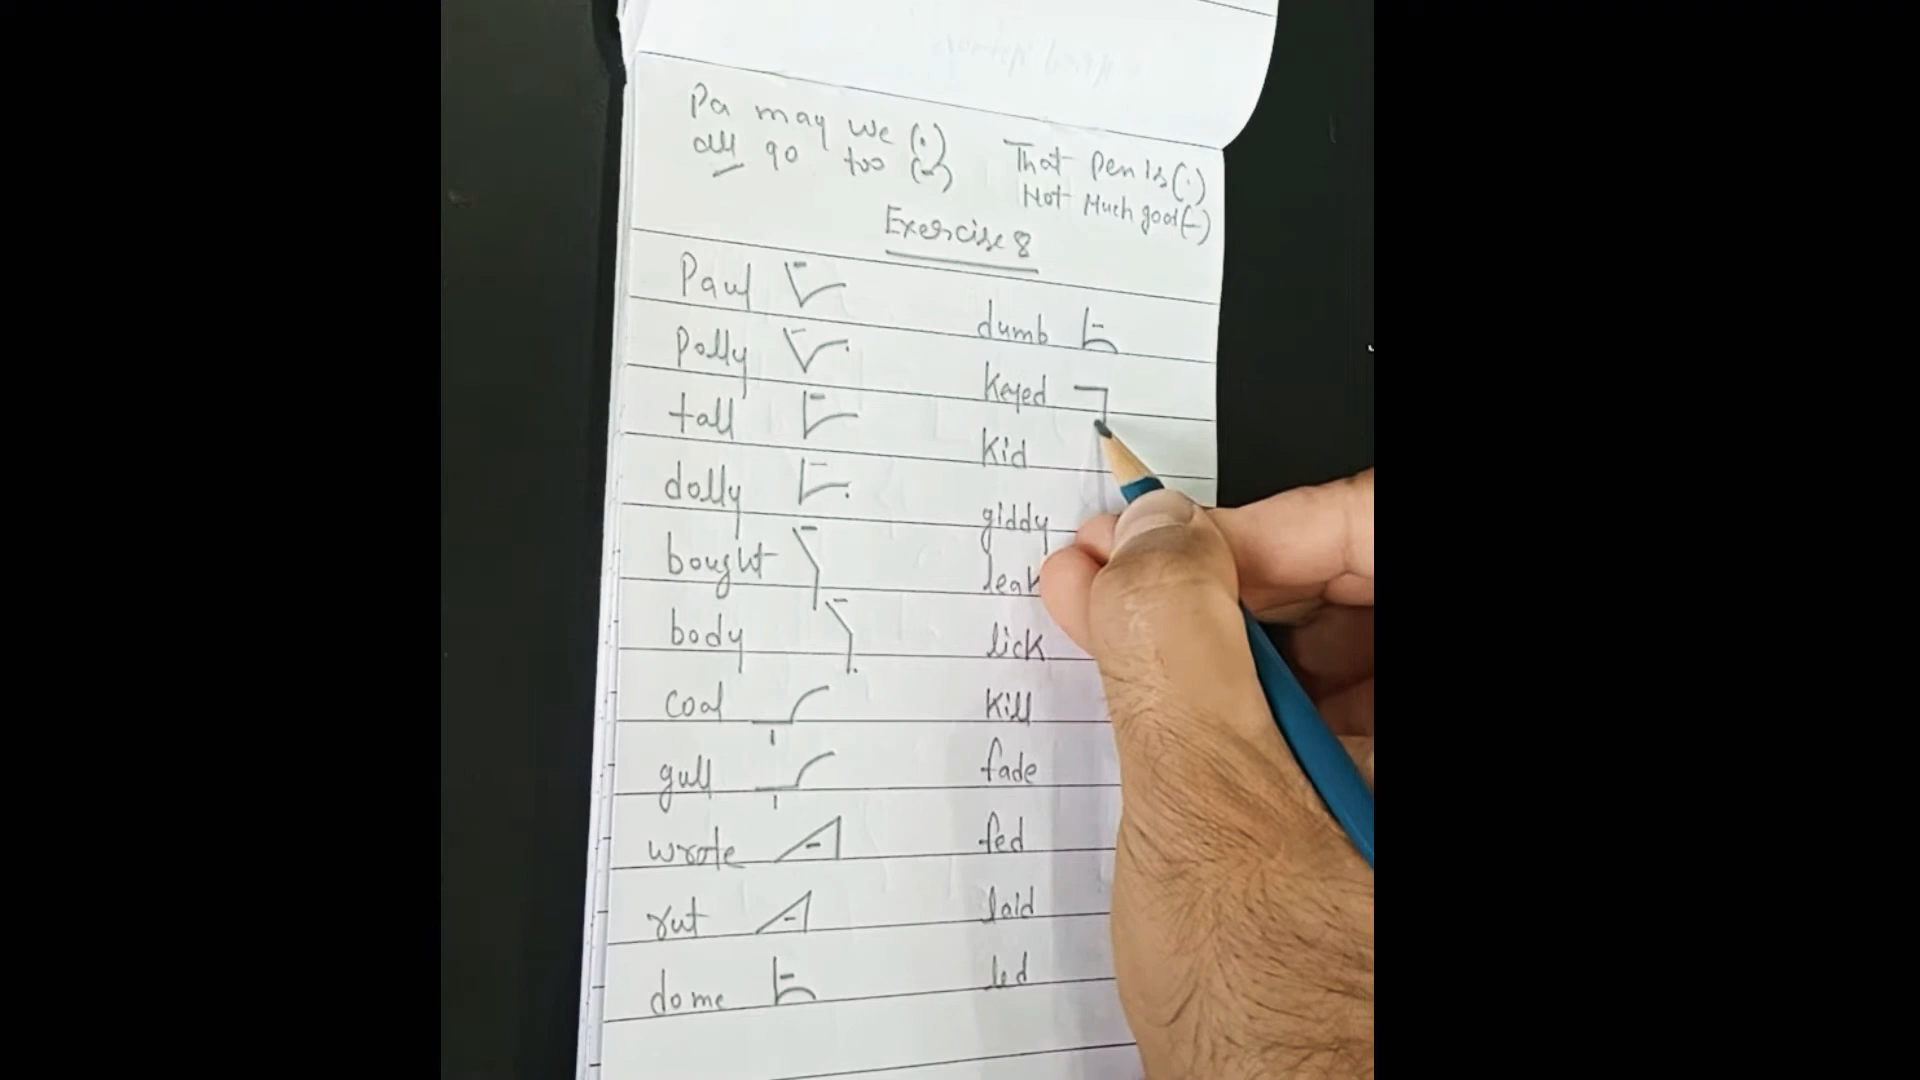 Pa may we (.)
all go too (-)
That pen is (.)
Not Much good (-)
Exercise 8
Paul
Polly
tall
dolly
bought
body
coal
gull
wrote
rut
dome
dumb
Keyed
Kid
giddy
leak
lick
Kill
fade
fed
laid
led